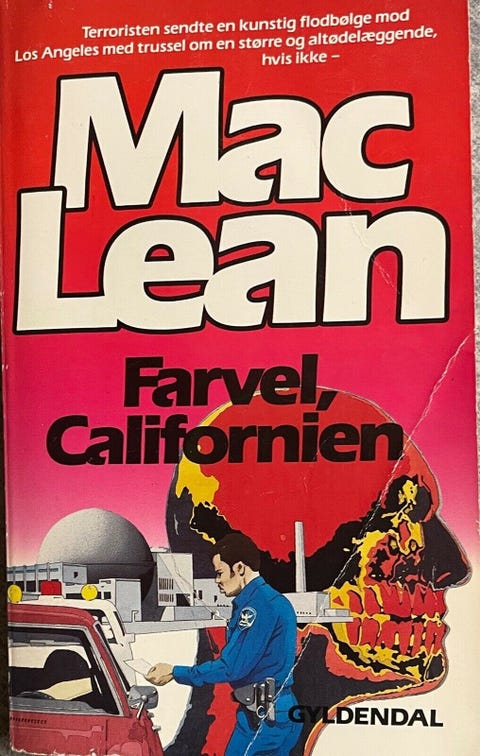 Terroristen sendte en kunstig flodbølge mod
Los Angeles med trussel om en større og altødelæggende,
hvis ikke –
Mac
Lean
Farvel,
Californien
GYLDENDAL